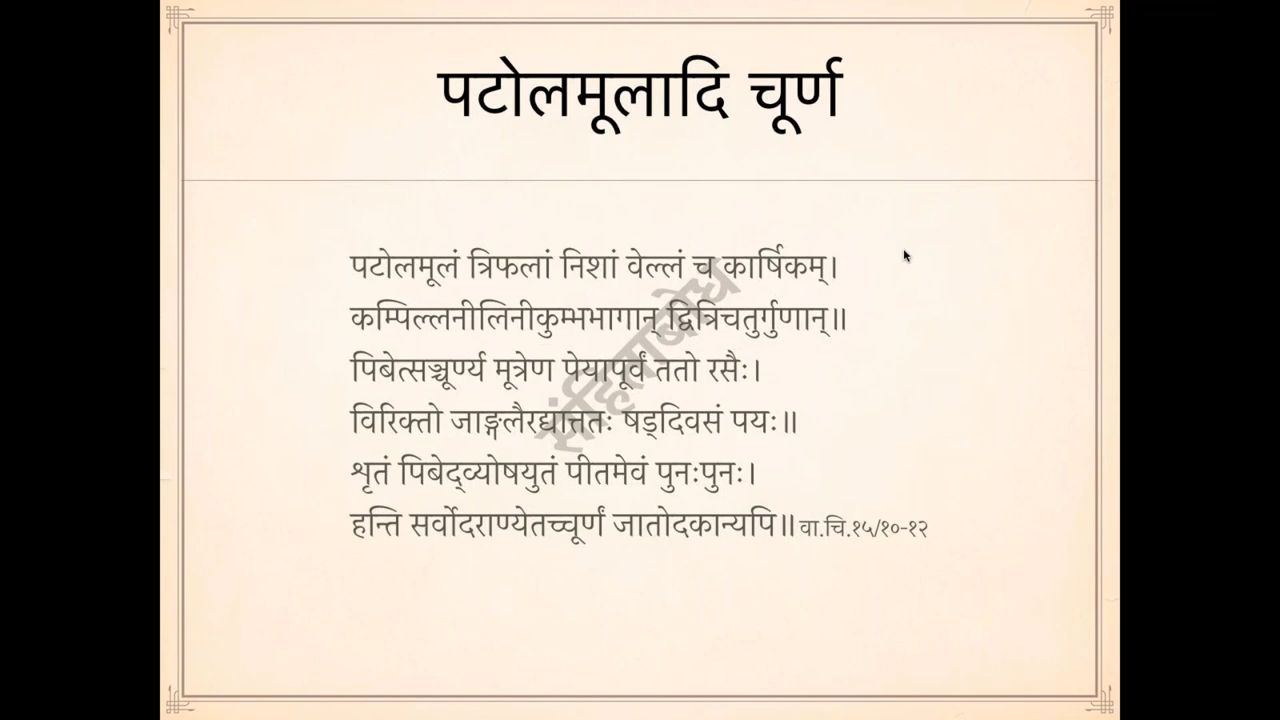 पटोलमूलादि चूर्ण
पटोलमूलं त्रिफलां निशां वेल्लं च कार्षिकम्।
कम्पिल्लनीलिनीकुम्भभागान् द्वित्रिचतुर्गुणान्॥
पिबेत्सञ्चूर्ण्य मूत्रेण पेयापूर्वं ततो रसैः।
विरिक्तो जाङ्गलैरद्यात्ततः षड्दिवसं पयः॥
शृतं पिबेद्व्योषयुतं पीतमेवं पुनःपुनः।
हन्ति सर्वोदराण्येतच्चूर्णं जातोदकान्यपि॥ वा.चि.१५/१०-१२
संहिताबोध